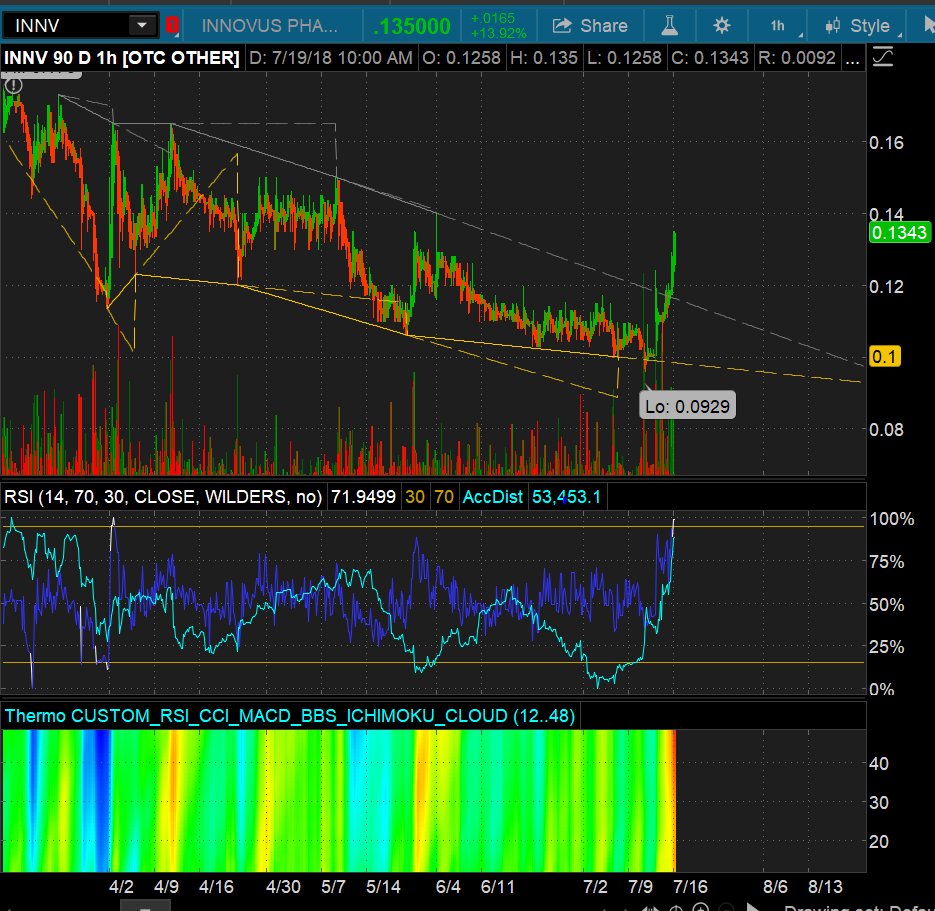 INNV INNOVUS PHA... .135000 +.0165 +13.92% Share 1h Style
INNV 90 D 1h [OTC OTHER] D: 7/19/18 10:00 AM O: 0.1258 H: 0.135 L: 0.1258 C: 0.1343 R: 0.0092 ...
0.16
0.14
0.1343
0.12
0.1
Lo: 0.0929
0.08
RSI (14, 70, 30, CLOSE, WILDERS, no) 71.9499 30 70 AccDist 53,453.1
100%
75%
50%
25%
0%
Thermo CUSTOM_RSI_CCI_MACD_BBS_ICHIMOKU_CLOUD (12..48)
40
30
20
4/2 4/9 4/16 4/30 5/7 5/14 6/4 6/11 7/2 7/9 7/16 8/6 8/13
Drawing set: